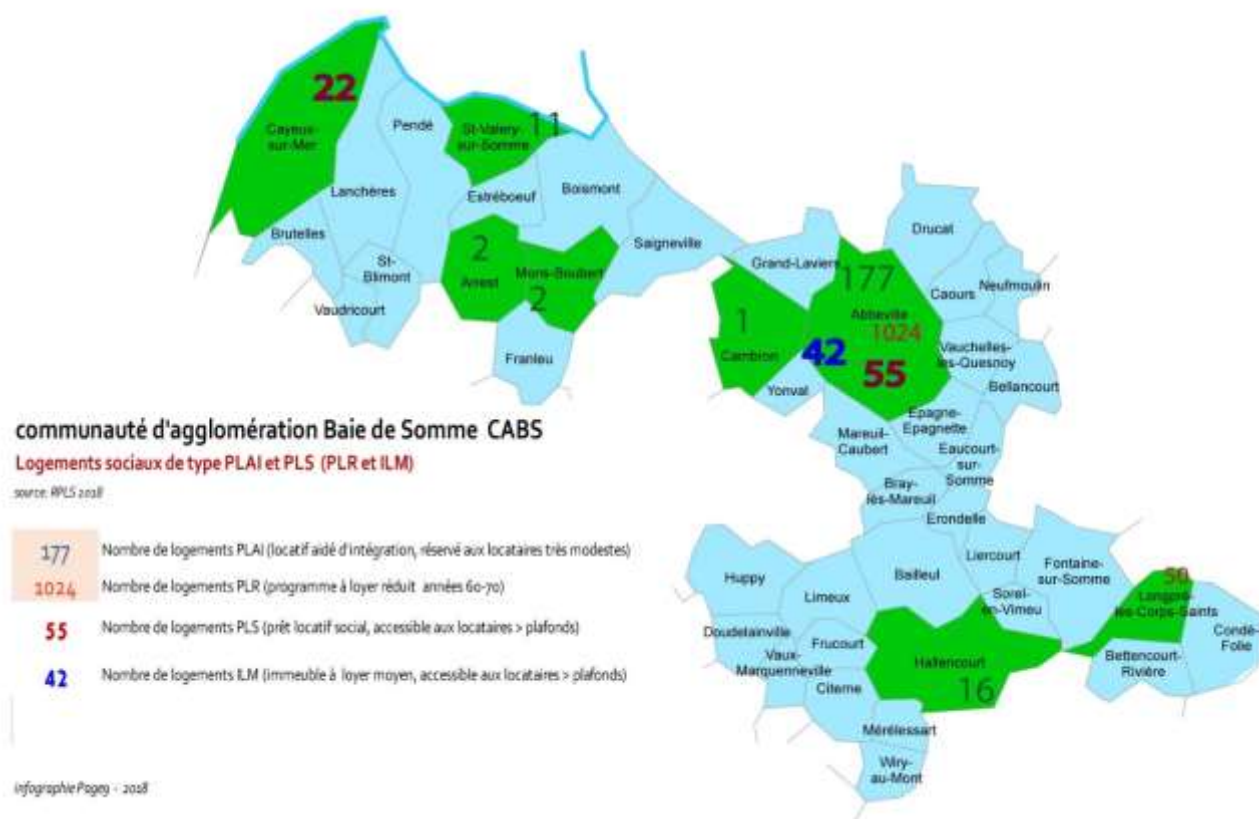 22
Cayeux-
sur-Mer
Pendé
St-Valery-
sur-Somme
11
Lanchères
Estrébœuf
Boismont
Brutelles
St-
Blimont
Vaudricourt
2
Arrest
Mons-Boubert
2
Saigneville
Franleu
Grand-Laviers
Drucat
177
Abbeville
1024
42
55
Caours
Neufmoulin
1
Cambron
Vauchelles-
les-Quesnoy
Bellancourt
Yonval
Epagne-
Epagnette
Mareuil-
Caubert
Eaucourt-
sur-
Somme
Bray-
lès-Mareuil
Erondelle
Liercourt
Fontaine-
sur-Somme
50
Langpré-
les-Corps-Saints
Condé-
Folie
Huppy
Bailleul
Limeux
Sorel-
en-Vimeu
Doudelainville
Frucourt
Vaux-
Marquenneville
Hallencourt
16
Bettencourt-
Rivière
Citerne
Mérélessart
Wiry-
au-Mont
communauté d'agglomération Baie de Somme CABS
Logements sociaux de type PLAI et PLS (PLR et ILM)
source: RPLS 2018
177 Nombre de logements PLAI (locatif aidé d'intégration, réservé aux locataires très modestes)
1024 Nombre de logements PLR (programme à loyer réduit années 60-70)
55 Nombre de logements PLS (prêt locatif social, accessible aux locataires > plafonds)
42 Nombre de logements ILM (immeuble à loyer moyen, accessible aux locataires > plafonds)
infographie Pageg - 2018